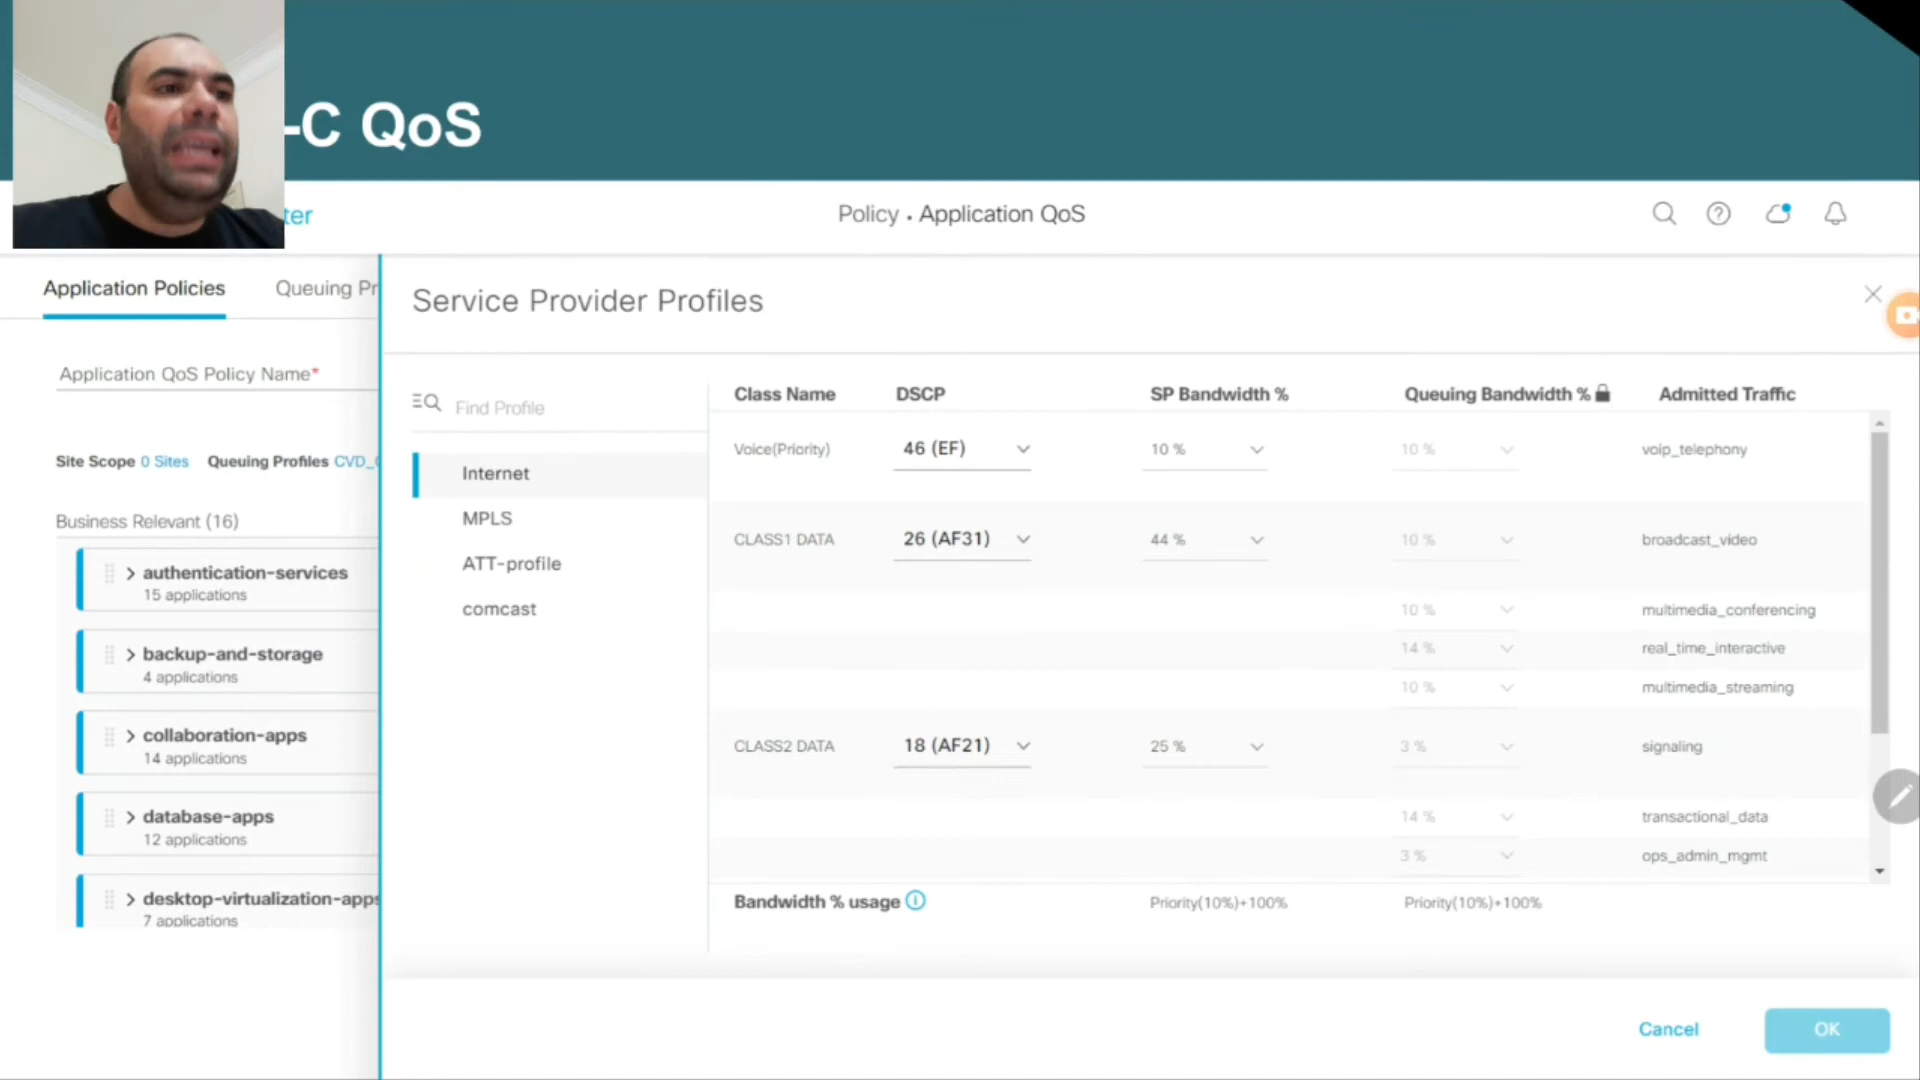 -C QoS
ter
Policy • Application QoS
Application Policies
Queuing Pr
Application QoS Policy Name*
Site Scope 0 Sites Queuing Profiles CVD_
Business Relevant (16)
authentication-services
15 applications
backup-and-storage
4 applications
collaboration-apps
14 applications
database-apps
12 applications
desktop-virtualization-apps
7 applications
Service Provider Profiles
Find Profile
Internet
MPLS
ATT-profile
comcast
Class Name DSCP SP Bandwidth % Queuing Bandwidth % Admitted Traffic
Voice(Priority) 46 (EF) 10 % 10 % voip_telephony
CLASS1 DATA 26 (AF31) 44 % 10 % broadcast_video
10 % multimedia_conferencing
14 % real_time_interactive
10 % multimedia_streaming
CLASS2 DATA 18 (AF21) 25 % 3 % signaling
14 % transactional_data
3 % ops_admin_mgmt
Bandwidth % usage Priority(10%)+100% Priority(10%)+100%
Cancel OK